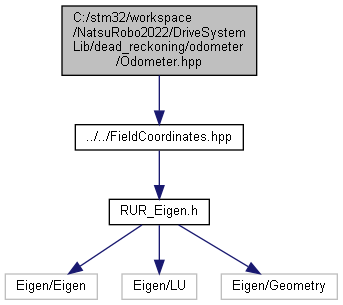 C:/stm32/workspace
/NatsuRobo2022/DriveSystem
Lib/dead_reckoning/odometer
/Odometer.hpp
../../FieldCoordinates.hpp
RUR_Eigen.h
Eigen/Eigen
Eigen/LU
Eigen/Geometry